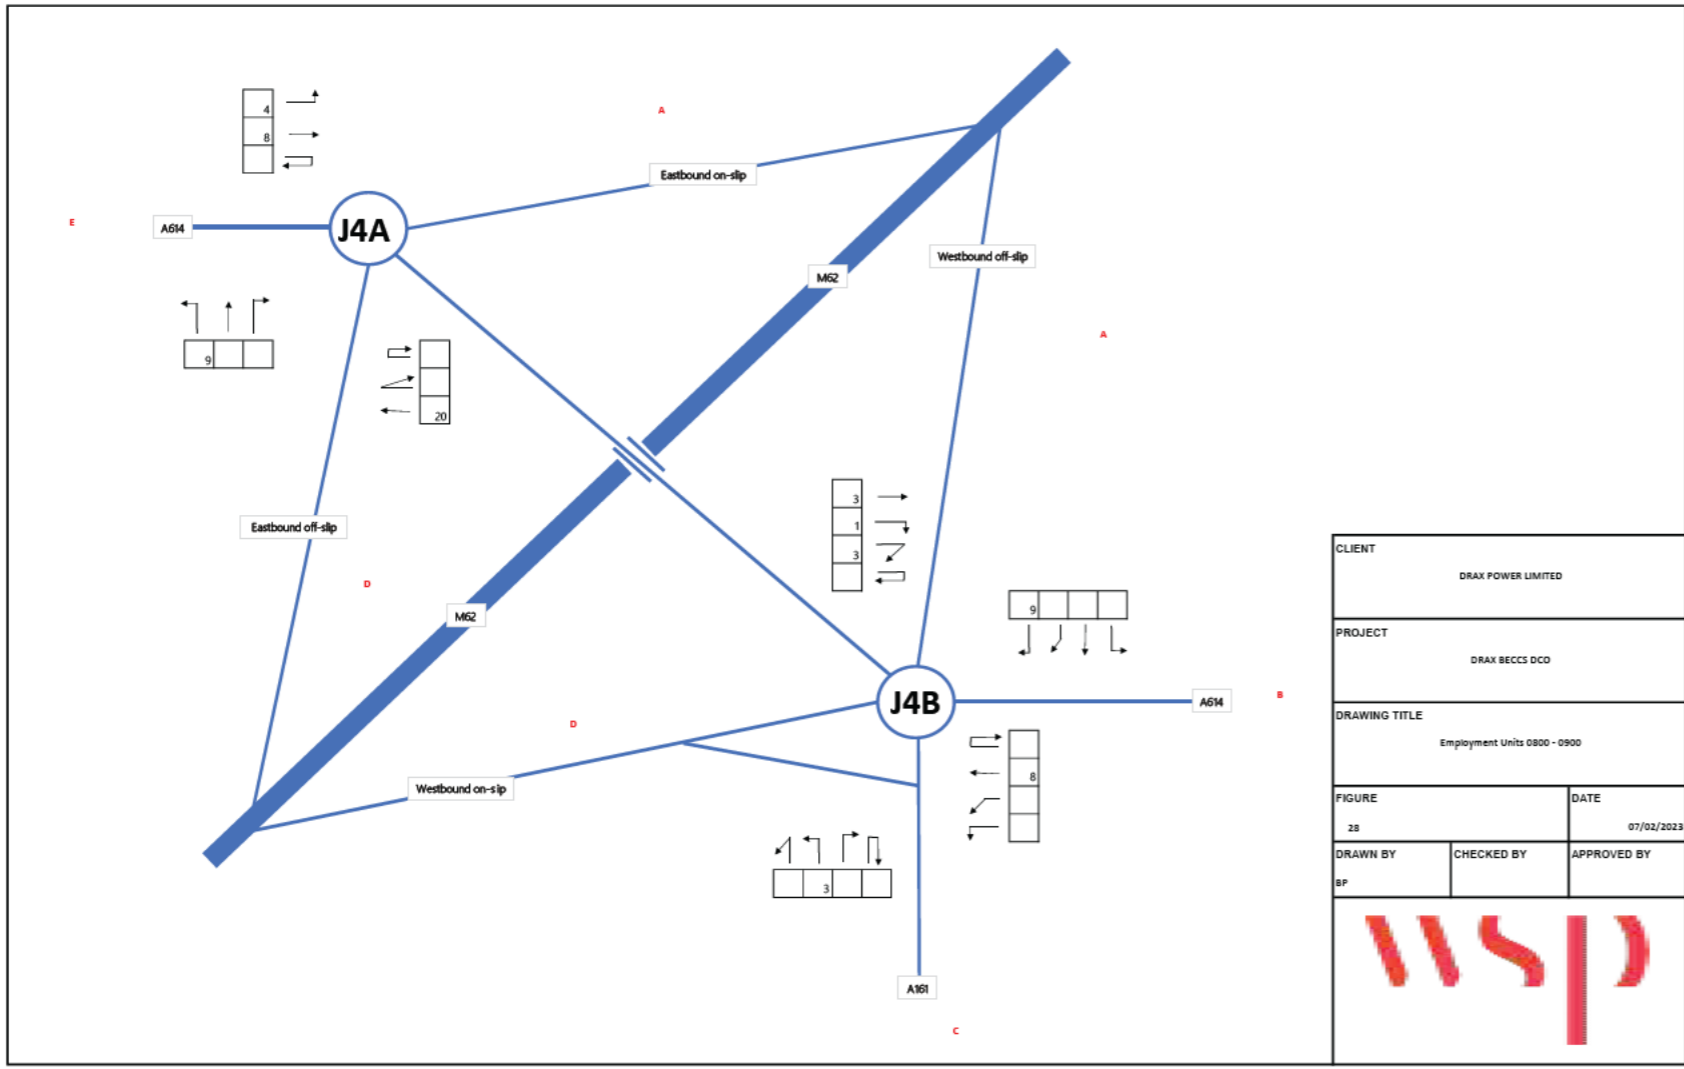 4
8
A
Eastbound on-slip
E
A614
J4A
Westbound off-slip
M62
9
20
A
3
1
3
Eastbound off-slip
D
M62
9
J4B
A614
B
D
Westbound on-slip
8
3
A161
C
CLIENT
DRAX POWER LIMITED
PROJECT
DRAX BECCS DCO
DRAWING TITLE
Employment Units 0800 - 0900
FIGURE
28
DATE
07/02/2023
DRAWN BY
BP
CHECKED BY
APPROVED BY
wsp